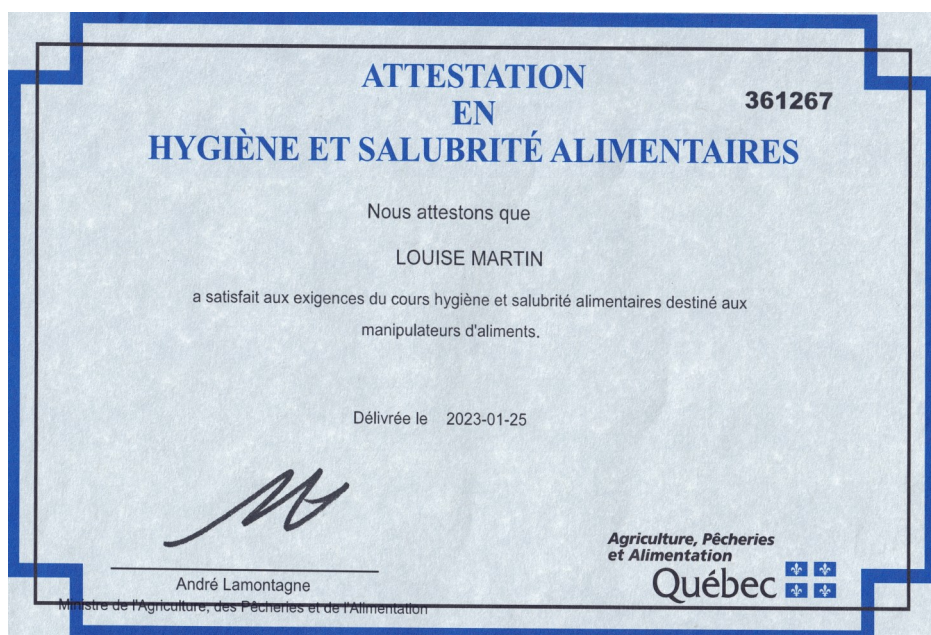 ATTESTATION
EN
361267
HYGIÈNE ET SALUBRITÉ ALIMENTAIRES
Nous attestons que
LOUISE MARTIN
a satisfait aux exigences du cours hygiène et salubrité alimentaires destiné aux
manipulateurs d'aliments.
Délivrée le 2023-01-25
André Lamontagne
Ministre de l'Agriculture, des Pêcheries et de l'Alimentation
Agriculture, Pêcheries
et Alimentation
Québec